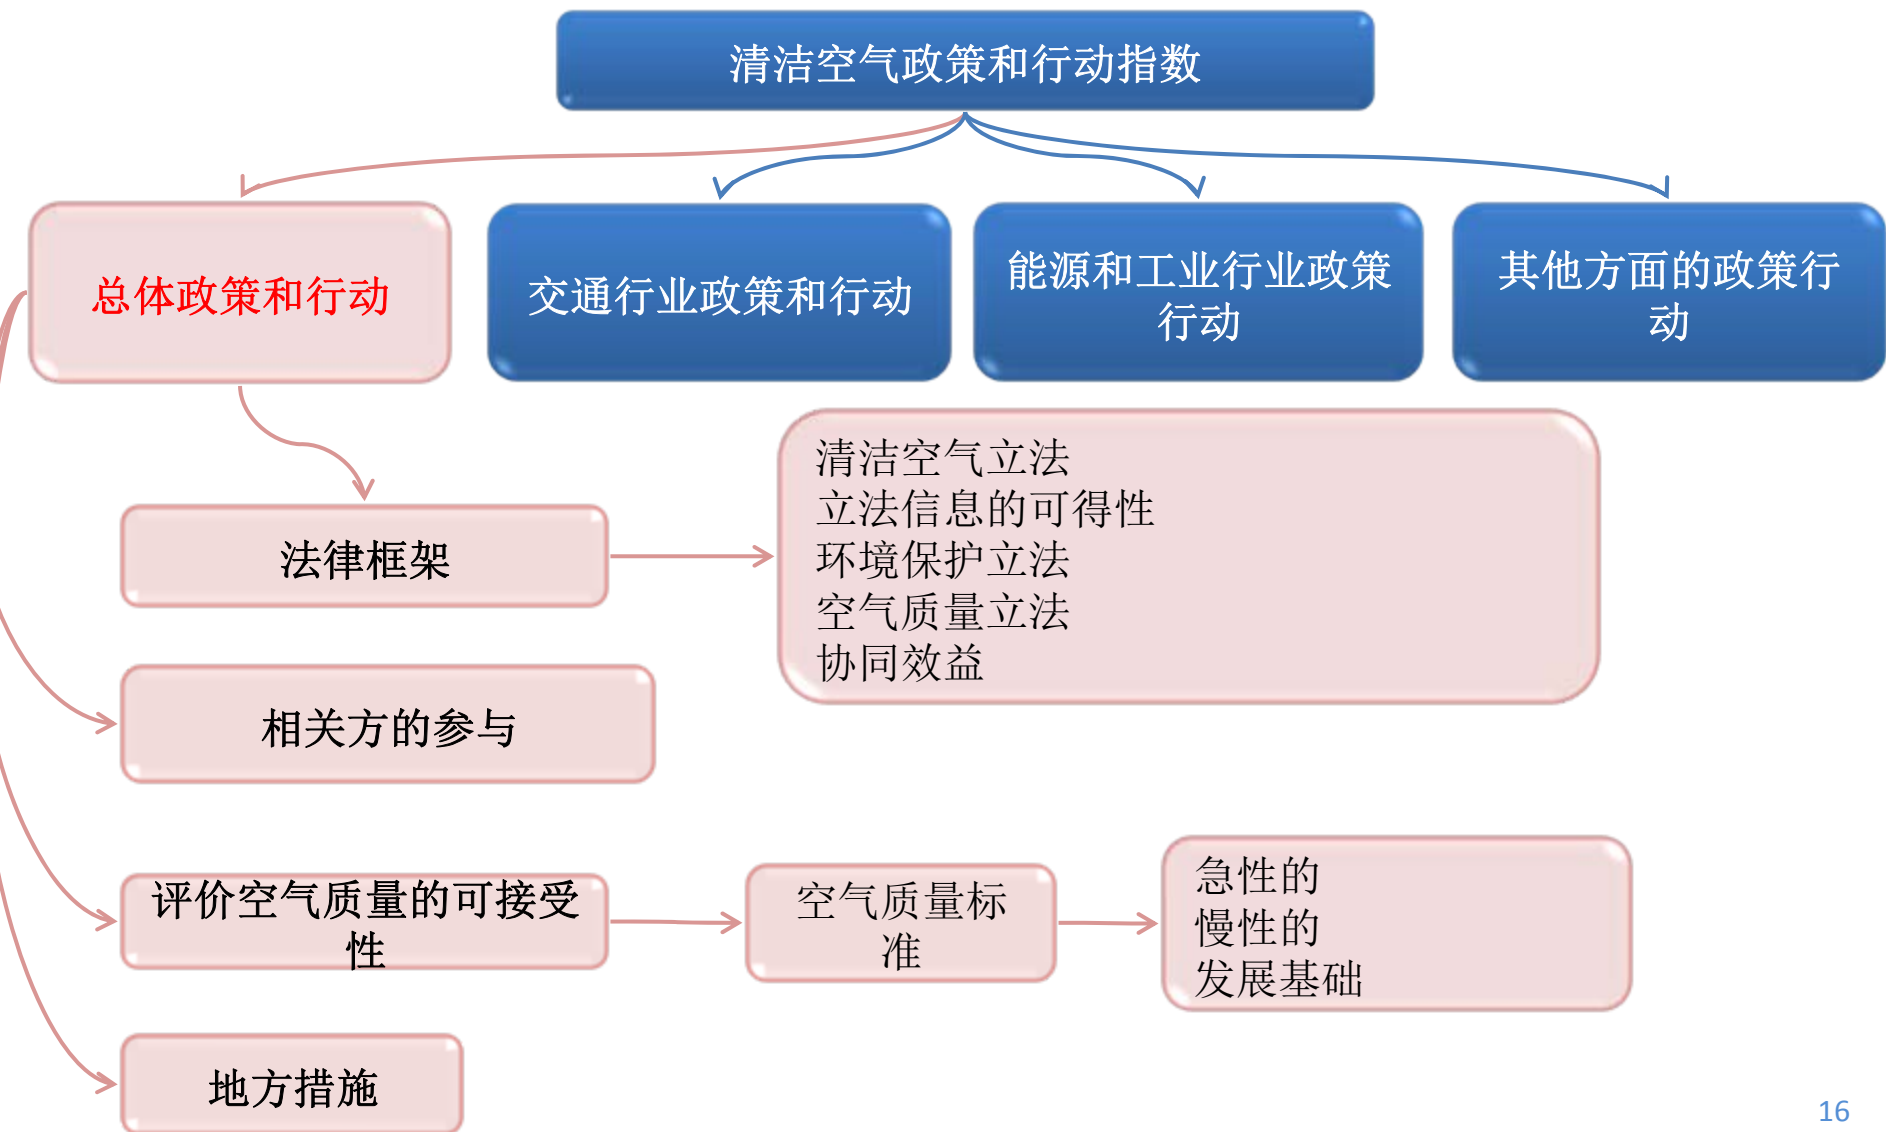 清洁空气政策和行动指数
总体政策和行动
交通行业政策和行动
能源和工业行业政策
行动
其他方面的政策行
动
法律框架
清洁空气立法
立法信息的可得性
环境保护立法
空气质量立法
协同效益
相关方的参与
评价空气质量的可接受
性
空气质量标
准
急性的
慢性的
发展基础
地方措施
16